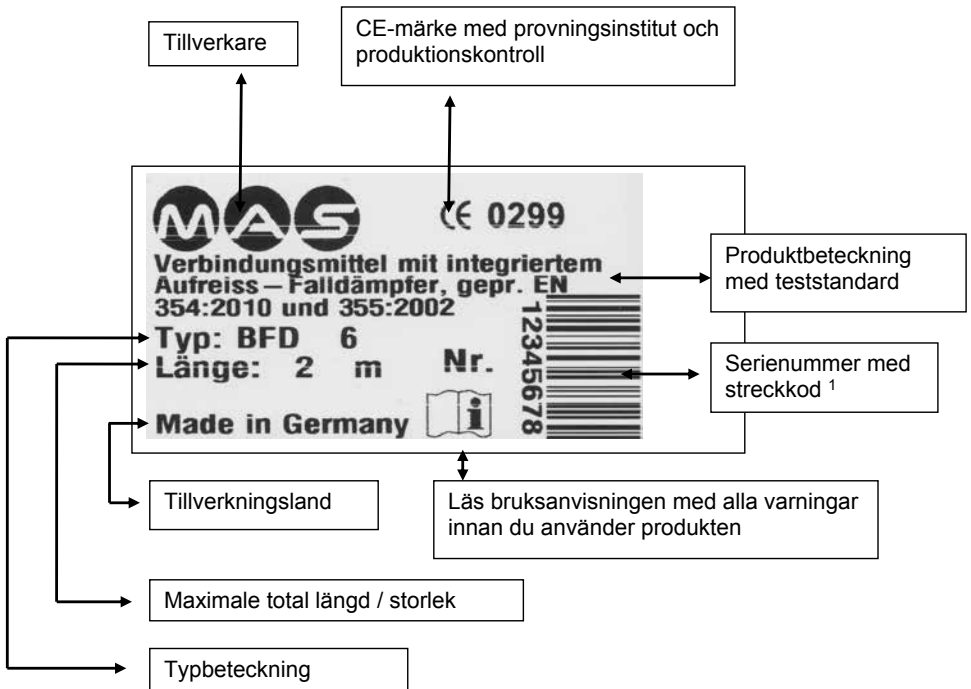 Tillverkare
CE-märke med provningsinstitut och
produktionskontroll
MAS
CE 0299
Verbindungsmittel mit integriertem
Aufreiss – Falldämpfer, gepr. EN
354:2010 und 355:2002
Typ: BFD 6
Länge: 2 m
Nr.
12345678
Made in Germany
i
Produktbeteckning
med teststandard
Serienummer med
streckkod 1
Tillverkningsland
Läs bruksanvisningen med alla varningar
innan du använder produkten
Maximale total längd / storlek
Typbeteckning